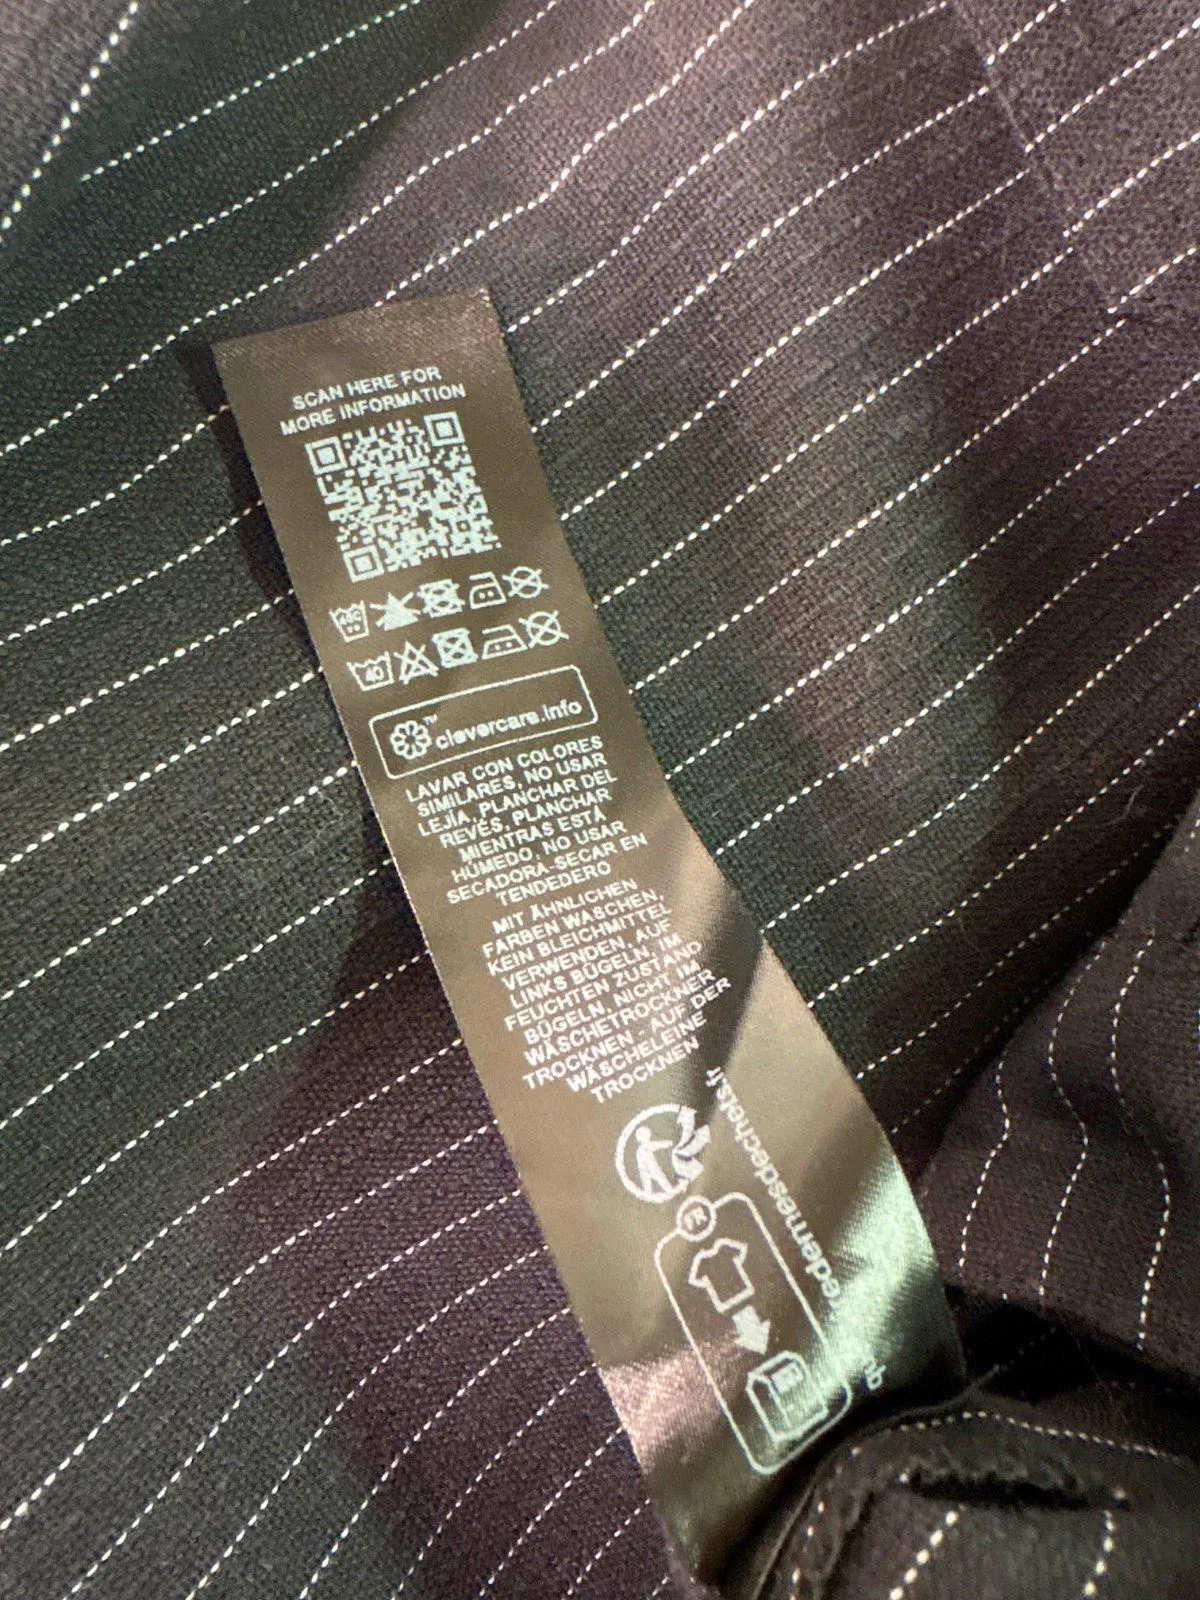 SCAN HERE FOR
MORE INFORMATION
40
clevercare.info
LAVAR CON COLORES
SIMILARES, NO USAR
LEJÍA, PLANCHAR DEL
REVÉS, PLANCHAR
MIENTRAS ESTÁ
HÚMEDO, NO USAR
SECADORA-SECAR EN
TENDEDERO
MIT ÄHNLICHEN
FARBEN WASCHEN,
KEIN BLEICHMITTEL
VERWENDEN, AUF
LINKS BÜGELN, IM
FEUCHTEN ZUSTAND
BÜGELN, NICHT IM
WÄSCHETROCKNER
TROCKNEN - AUF DER
WÄSCHELEINE
TROCKNEN
FR